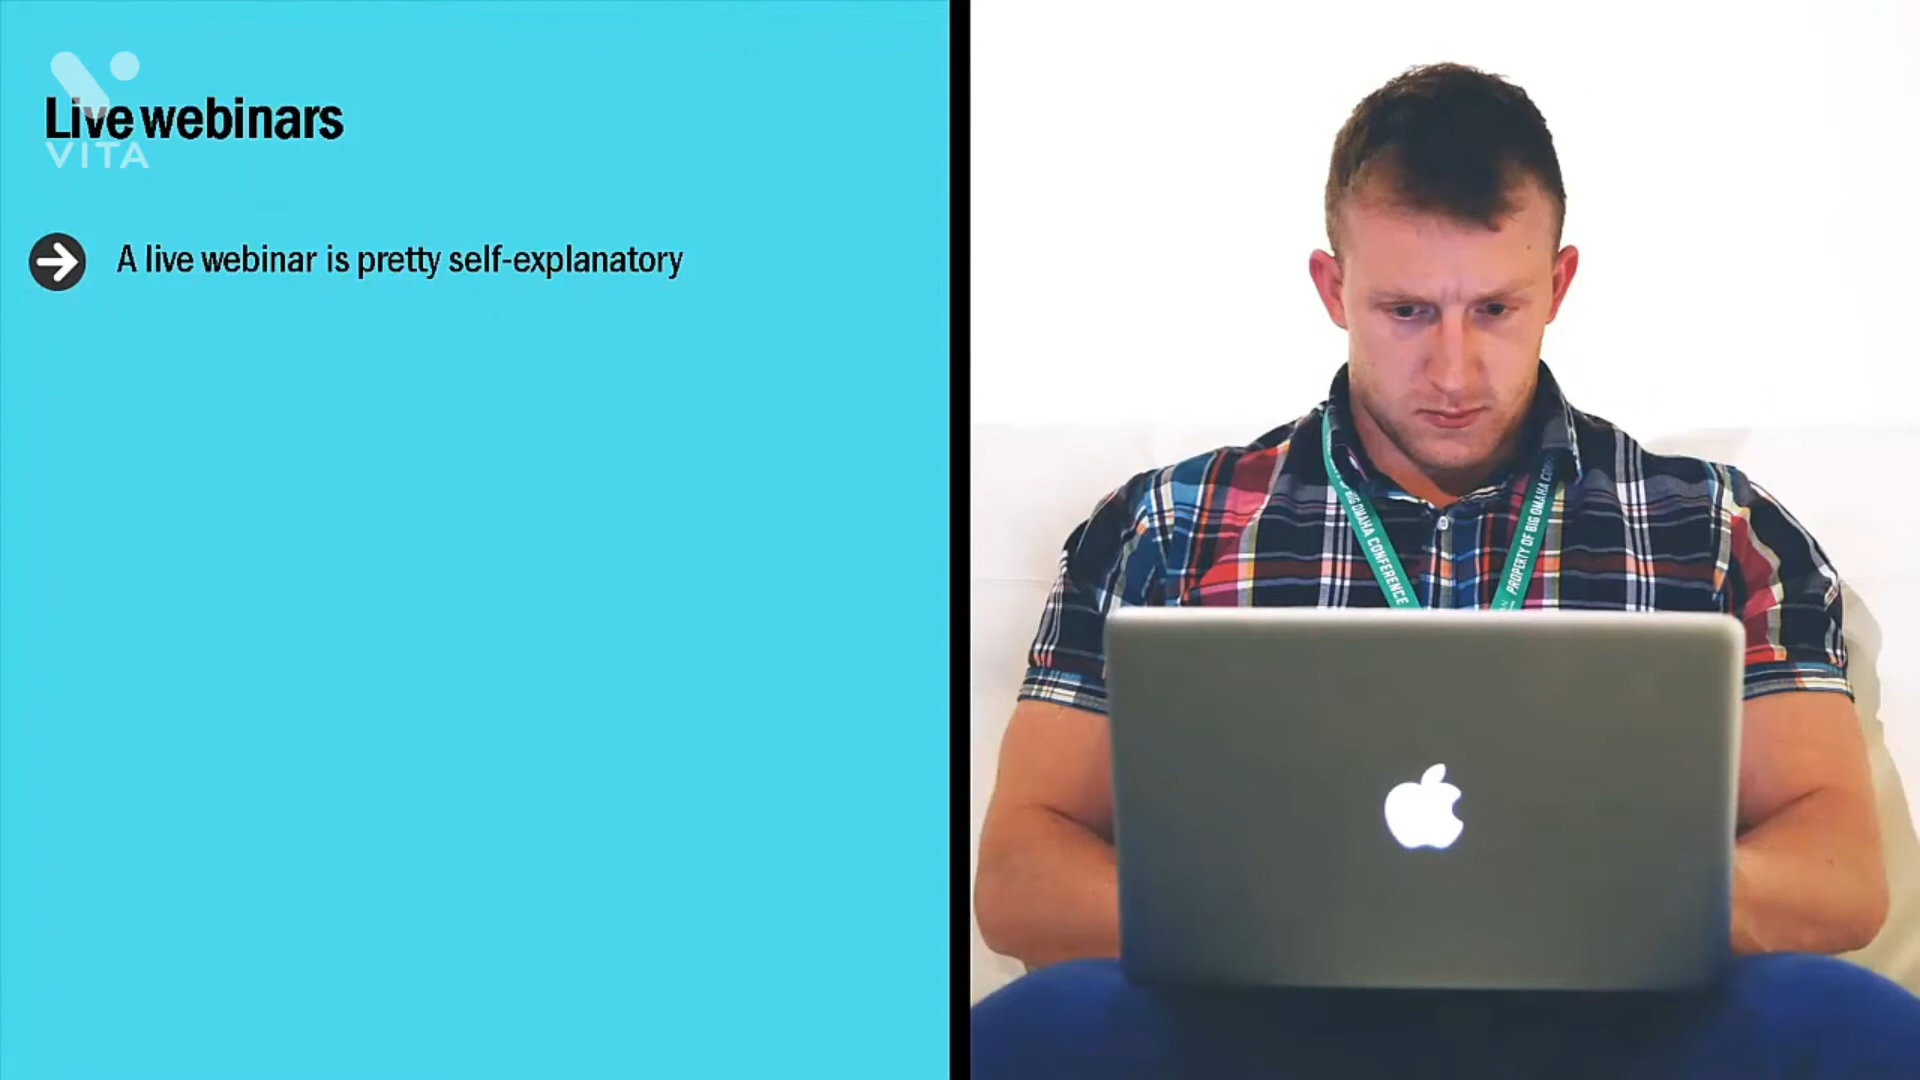 Live webinars
VITA
A live webinar is pretty self-explanatory
BIG OMAHA CONFERENCE
PROPERTY OF BIG OMAHA